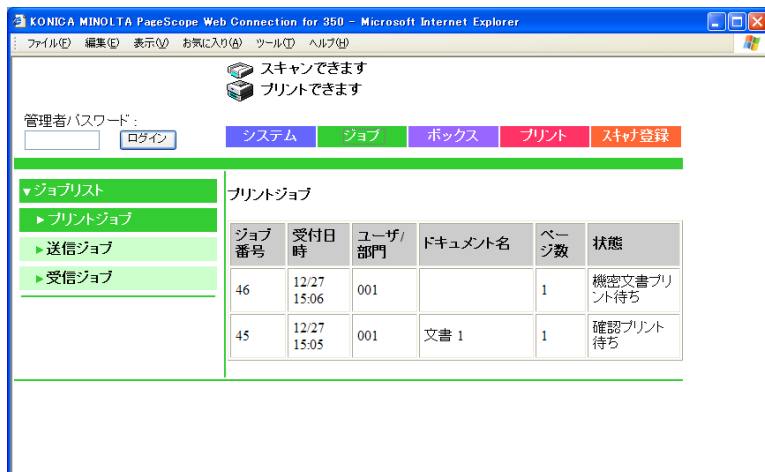 KONICA MINOLTA PageScope Web Connection for 350 - Microsoft Internet Explorer
ファイル(F) 編集(E) 表示(V) お気に入り(A) ツール(T) ヘルプ(H)
スキャンできます
プリントできます
管理者パスワード:
ログイン
システム ジョブ ボックス プリント スキャナ登録
▼ジョブリスト
▶プリントジョブ
▶送信ジョブ
▶受信ジョブ
プリントジョブ
ジョブ番号 受付日時 ユーザ/部門 ドキュメント名 ページ数 状態
46 12/27 15:06 001 1 機密文書プリント待ち
45 12/27 15:05 001 文書 1 1 確認プリント待ち